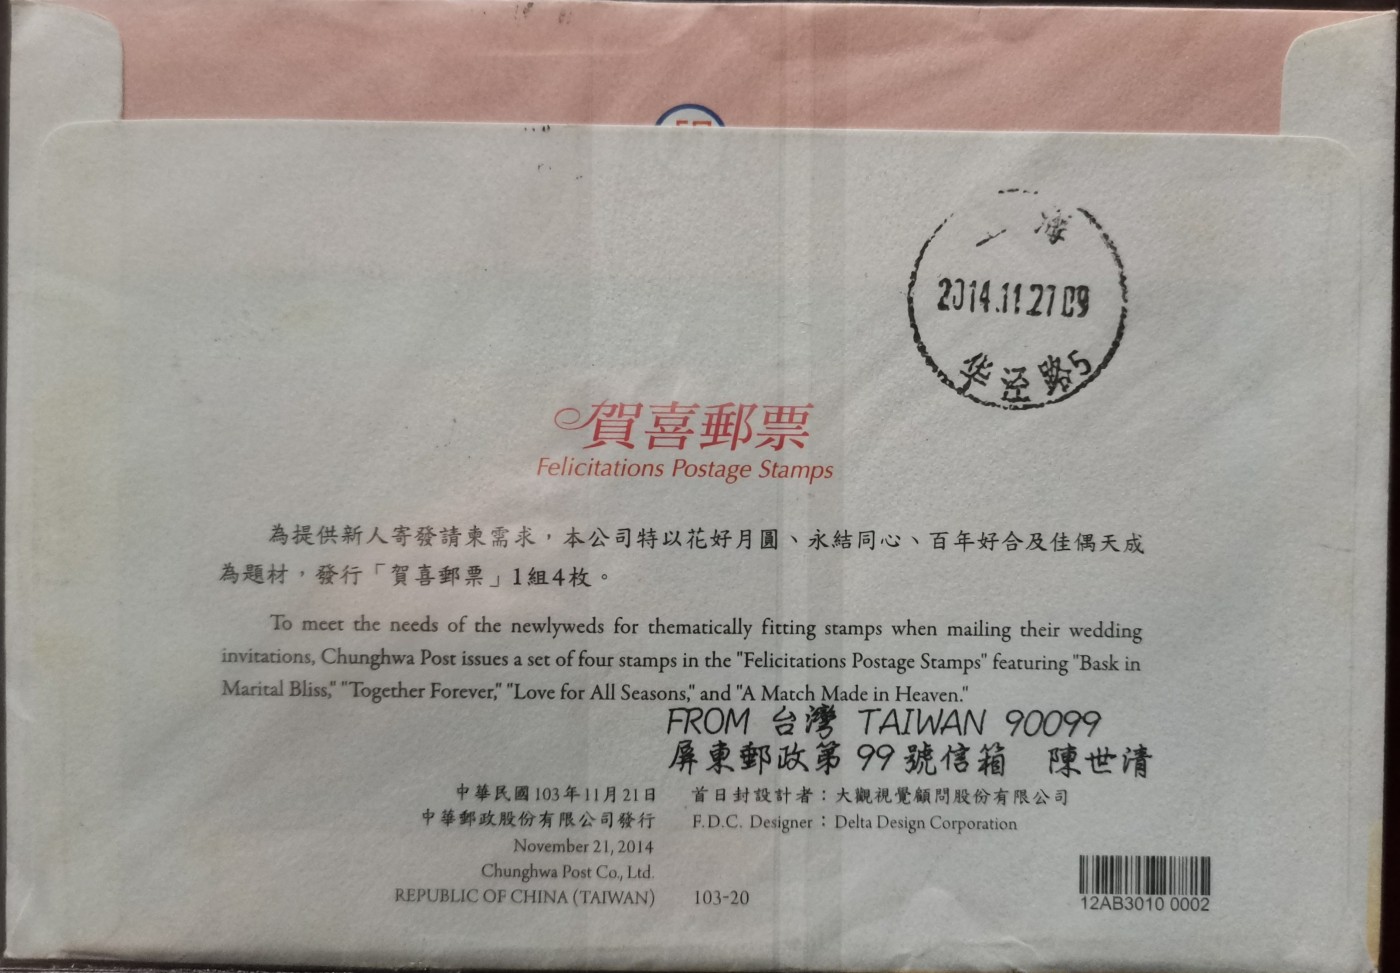 上海
2014.11.27 09
华泾路5
賀喜郵票
Felicitations Postage Stamps
為提供新人寄發請柬需求，本公司特以花好月圓、永結同心、百年好合及佳偶天成
為題材，發行「賀喜郵票」1組4枚。
To meet the needs of the newlyweds for thematically fitting stamps when mailing their wedding
invitations, Chunghwa Post issues a set of four stamps in the "Felicitations Postage Stamps" featuring "Bask in
Marital Bliss," "Together Forever," "Love for All Seasons," and "A Match Made in Heaven."
FROM 台灣 TAIWAN 90099
屏東郵政第99號信箱 陳世清
中華民國103年11月21日
中華郵政股份有限公司發行
November 21, 2014
Chunghwa Post Co., Ltd.
REPUBLIC OF CHINA (TAIWAN)
首日封設計者：大觀視覺顧問股份有限公司
F.D.C. Designer：Delta Design Corporation
103-20
12AB3010 0002